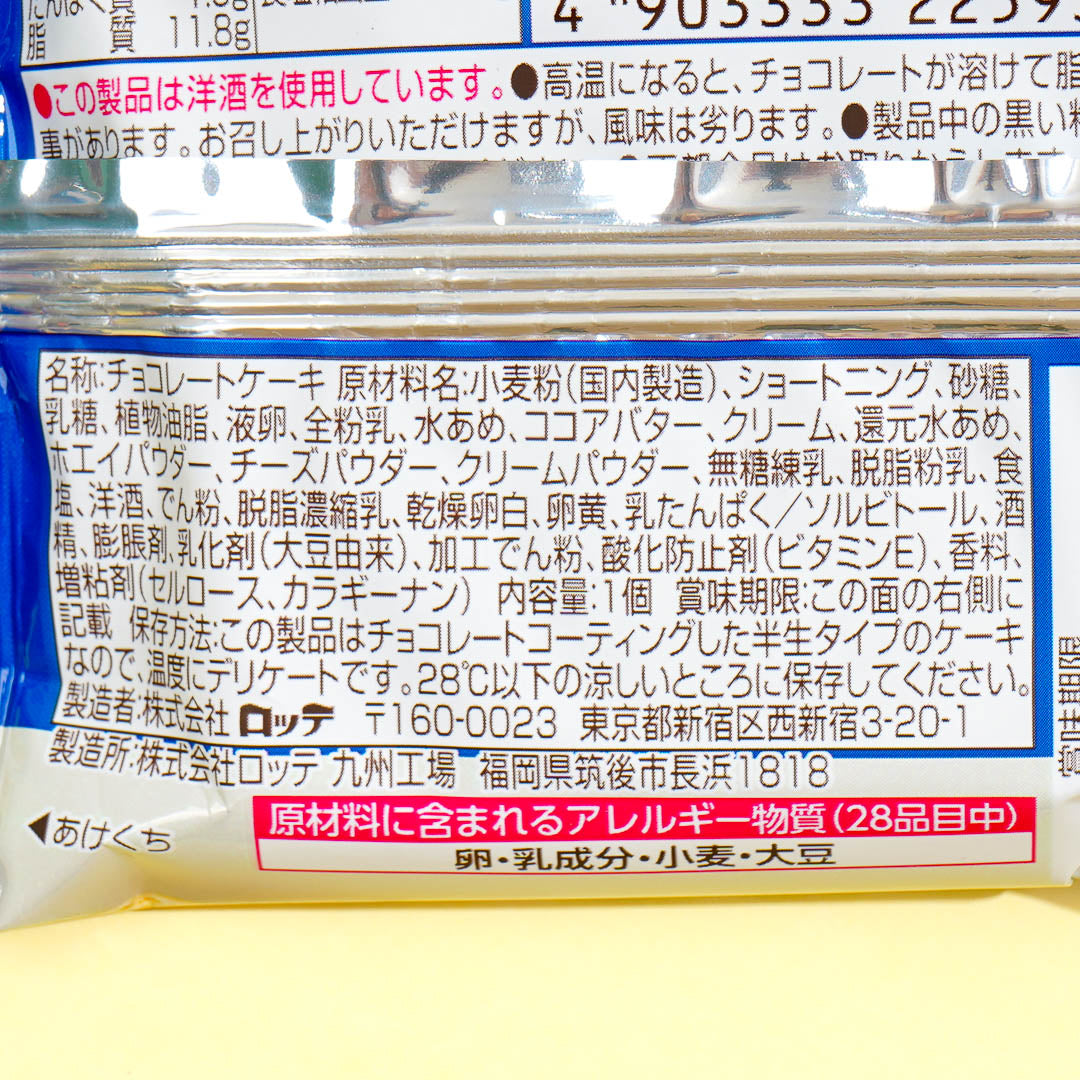 質 11.8g
脂
4 903333 2259
●この製品は洋酒を使用しています。●高温になると、チョコレートが溶けて脂
事があります。お召し上がりいただけますが、風味は劣ります。●製品中の黒い
名称:チョコレートケーキ 原材料名:小麦粉(国内製造)、ショートニング、砂糖、
乳糖、植物油脂、液卵、全粉乳、水あめ、ココアバター、クリーム、還元水あめ、
ホエイパウダー、チーズパウダー、クリームパウダー、無糖練乳、脱脂粉乳、食
塩、洋酒、でん粉、脱脂濃縮乳、乾燥卵白、卵黄、乳たんぱく/ソルビトール、酒
精、膨脹剤、乳化剤(大豆由来)、加工でん粉、酸化防止剤(ビタミンE)、香料、
増粘剤(セルロース、カラギーナン) 内容量:1個 賞味期限:この面の右側に
記載 保存方法:この製品はチョコレートコーティングした半生タイプのケーキ
なので、温度にデリケートです。28℃以下の涼しいところに保存してください。
製造者:株式会社 ロッテ 〒160-0023 東京都新宿区西新宿3-20-1
製造所:株式会社ロッテ 九州工場 福岡県筑後市長浜1818
◀あけくち
原材料に含まれるアレルギー物質(28品目中)
卵・乳成分・小麦・大豆